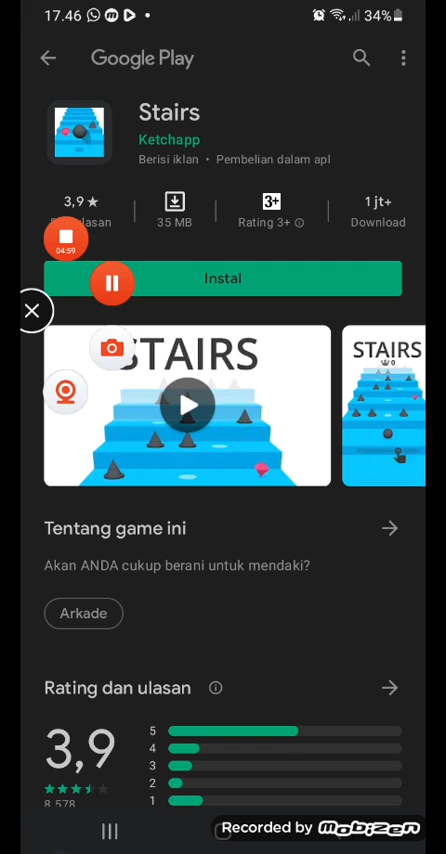 17.46
34%
Google Play
Stairs
Ketchapp
Berisi iklan • Pembelian dalam apl
3,9★
35 MB
3+
Rating 3+
1 jt+
Download
04:59
Instal
STAIRS
STAIRS
0
Tentang game ini
Akan ANDA cukup berani untuk mendaki?
Arkade
Rating dan ulasan
3,9
5
4
3
2
1
8.578
Recorded by mobizen